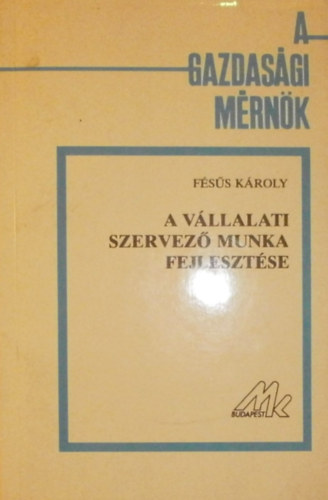 A
GAZDASÁGI
MÉRNÖK
FÉSŰS KÁROLY
A VÁLLALATI
SZERVEZŐ MUNKA
FEJLESZTÉSE
MK
BUDAPEST